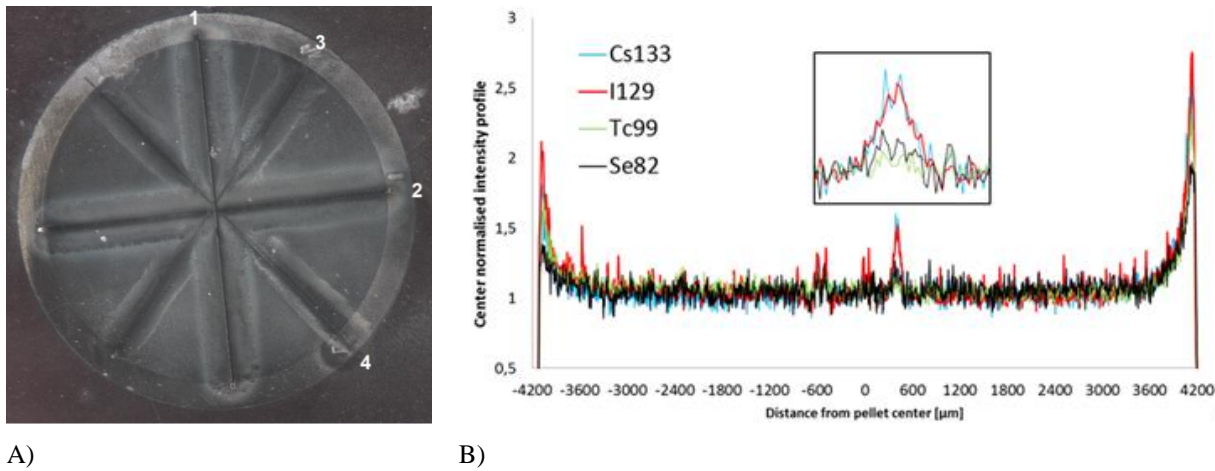 1
3
2
4
3
2,5
2
1,5
1
0,5
Center normalised intensity profile
Cs133
I129
Tc99
Se82
-4200 -3600 -3000 -2400 -1800 -1200 -600 0 600 1200 1800 2400 3000 3600 4200
Distance from pellet center [µm]
A) B)